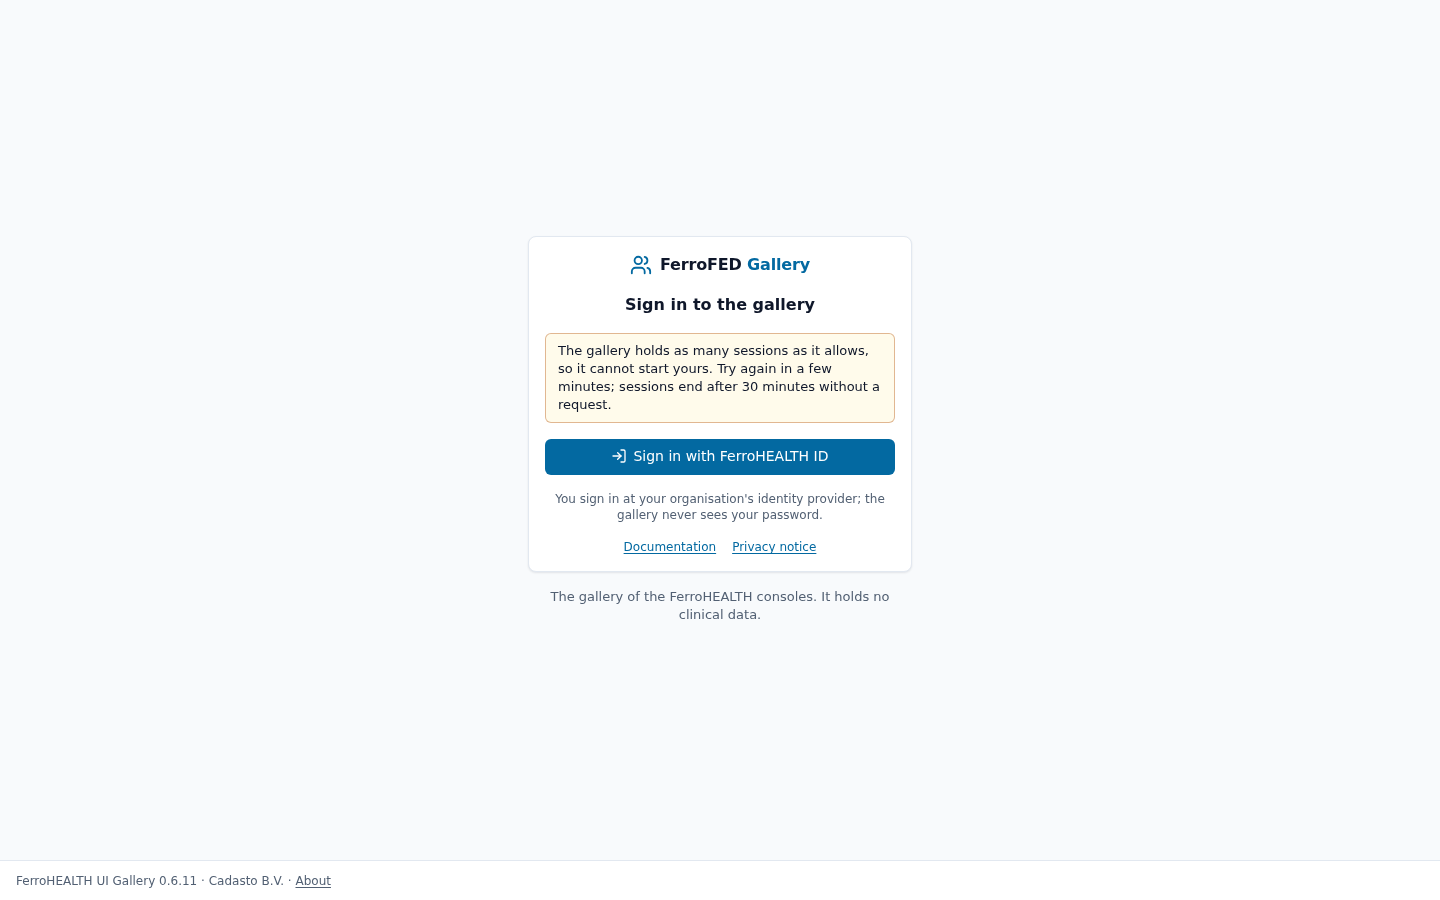 FerroFED Gallery
Sign in to the gallery
The gallery holds as many sessions as it allows,
so it cannot start yours. Try again in a few
minutes; sessions end after 30 minutes without a
request.
Sign in with FerroHEALTH ID
You sign in at your organisation's identity provider; the
gallery never sees your password.
Documentation Privacy notice
The gallery of the FerroHEALTH consoles. It holds no
clinical data.
FerroHEALTH UI Gallery 0.6.11 · Cadasto B.V. · About